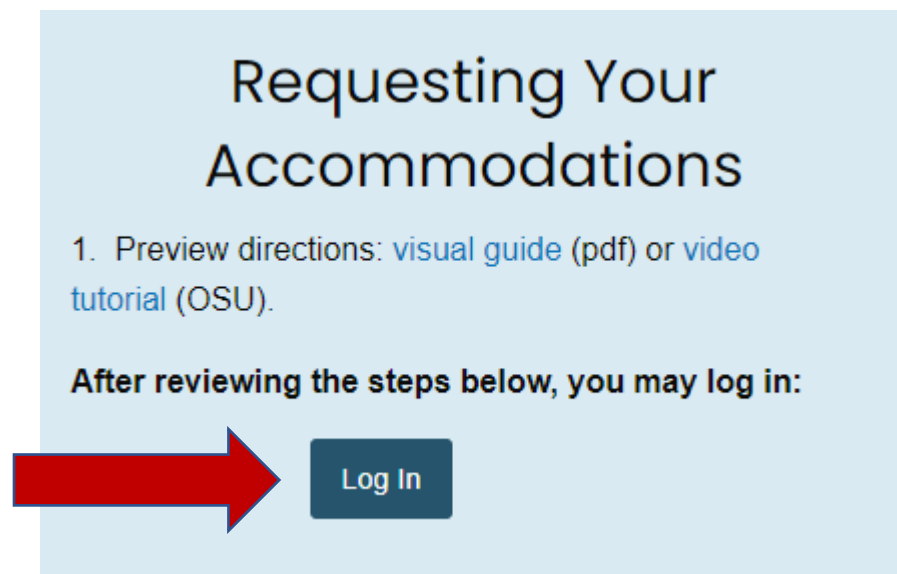 Requesting Your
Accommodations
1. Preview directions: visual guide (pdf) or video
tutorial (OSU).
After reviewing the steps below, you may log in:
Log In